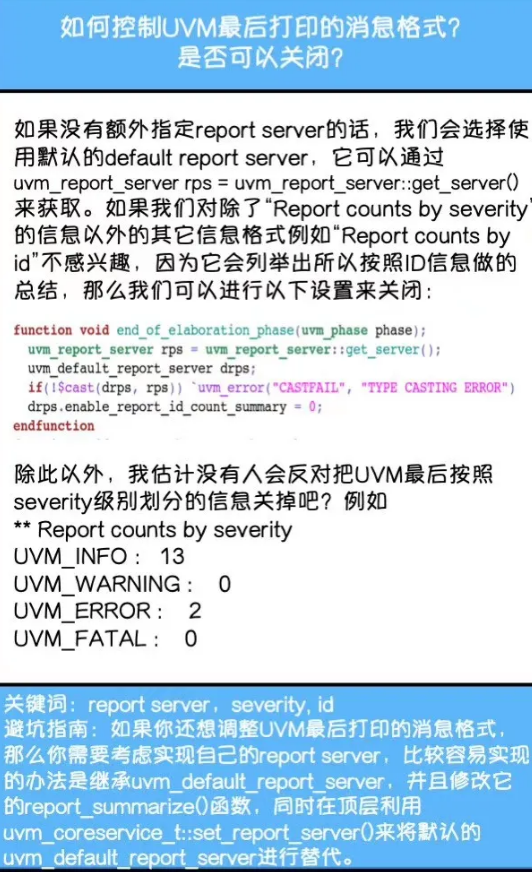 如何控制UVM最后打印的消息格式?
是否可以关闭?
如果没有额外指定report server的话，我们会选择使
用默认的default report server，它可以通过
uvm_report_server rps = uvm_report_server::get_server()
来获取。如果我们对除了“Report counts by severity”
的信息以外的其它信息格式例如“Report counts by
id”不感兴趣，因为它会列举出所以按照ID信息做的
总结，那么我们可以进行以下设置来关闭：
function void end_of_elaboration_phase(uvm_phase phase);
uvm_report_server rps = uvm_report_server::get_server();
uvm_default_report_server drps;
if(!$cast(drps, rps)) `uvm_error("CASTFAIL", "TYPE CASTING ERROR")
drps.enable_report_id_count_summary = 0;
endfunction
除此以外，我估计没有人会反对把UVM最后按照
severity级别划分的信息关掉吧？例如
** Report counts by severity
UVM_INFO :  13
UVM_WARNING :  0
UVM_ERROR :  2
UVM_FATAL :  0
关键词：report server，severity, id
避坑指南：如果你还想调整UVM最后打印的消息格式，
那么你需要考虑实现自己的report server，比较容易实现
的办法是继承uvm_default_report_server，并且修改它
的report_summarize()函数，同时在顶层利用
uvm_coreservice_t::set_report_server()来将默认的
uvm_default_report_server进行替代。